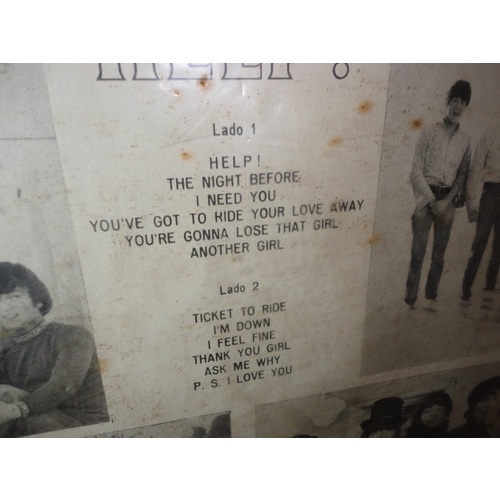 HELP!
Lado 1
HELP!
THE NIGHT BEFORE
I NEED YOU
YOU'VE GOT TO HIDE YOUR LOVE AWAY
YOU'RE GONNA LOSE THAT GIRL
ANOTHER GIRL
Lado 2
TICKET TO RIDE
I'M DOWN
I FEEL FINE
THANK YOU GIRL
ASK ME WHY
P. S. I LOVE YOU